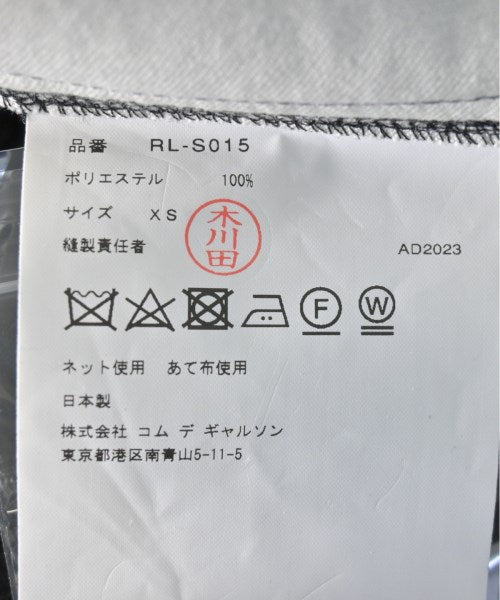 品番 RL-S015
ポリエステル 100%
サイズ XS
木川田
縫製責任者 AD2023
F W
ネット使用 あて布使用
日本製
株式会社 コム デ ギャルソン
東京都港区南青山5-11-5